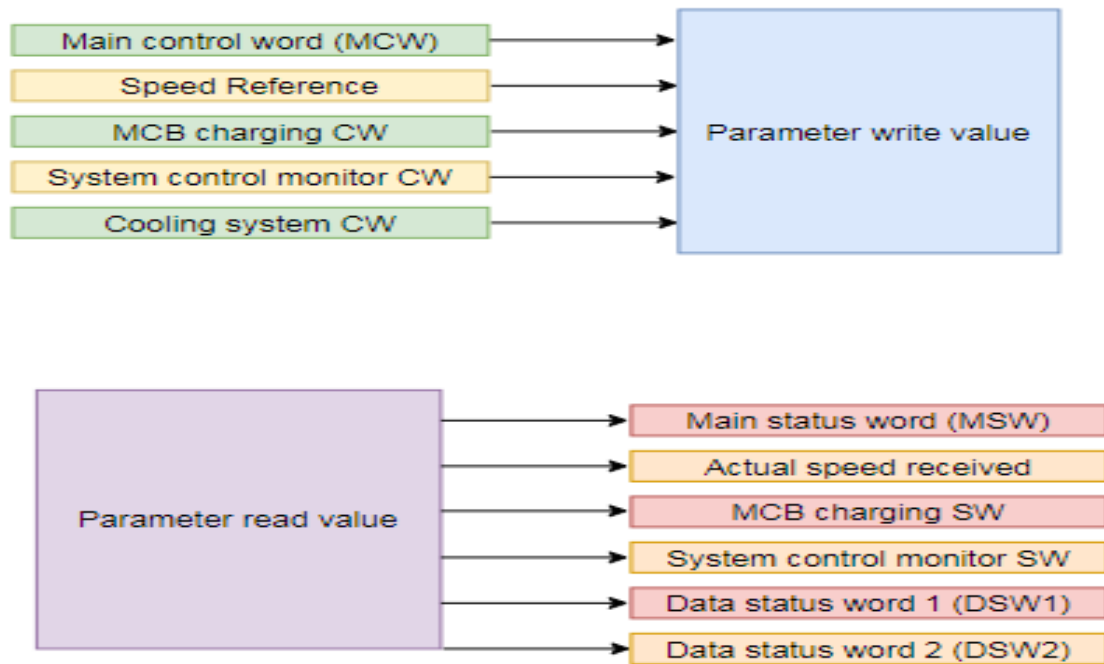 Main control word (MCW)
Speed Reference
MCB charging CW
System control monitor CW
Cooling system CW
Parameter write value
Parameter read value
Main status word (MSW)
Actual speed received
MCB charging SW
System control monitor SW
Data status word 1 (DSW1)
Data status word 2 (DSW2)